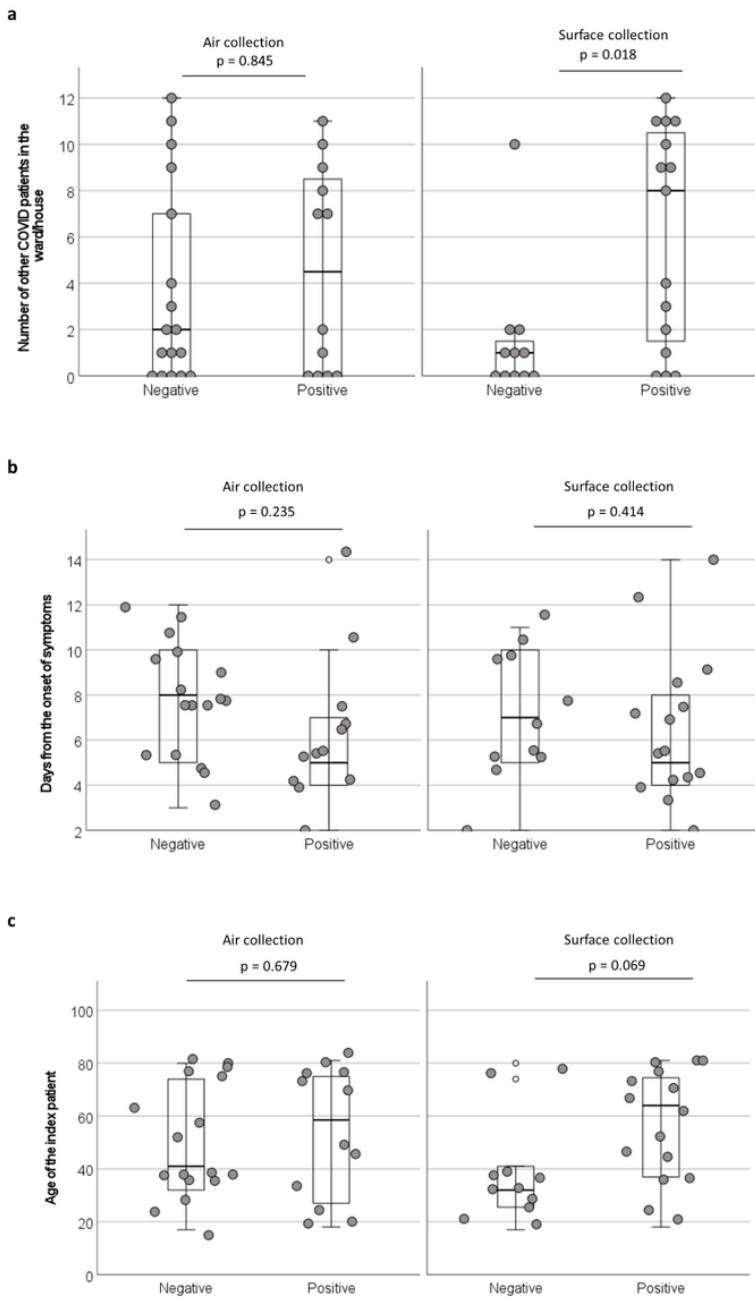 a
Air collection
p = 0.845
Surface collection
p = 0.018
Number of other COVID patients in the
ward/house
12
10
8
6
4
2
0
Negative
Positive
Negative
Positive
b
Air collection
p = 0.235
Surface collection
p = 0.414
Days from the onset of symptoms
14
12
10
8
6
4
2
Negative
Positive
Negative
Positive
c
Air collection
p = 0.679
Surface collection
p = 0.069
Age of the index patient
100
80
60
40
20
0
Negative
Positive
Negative
Positive